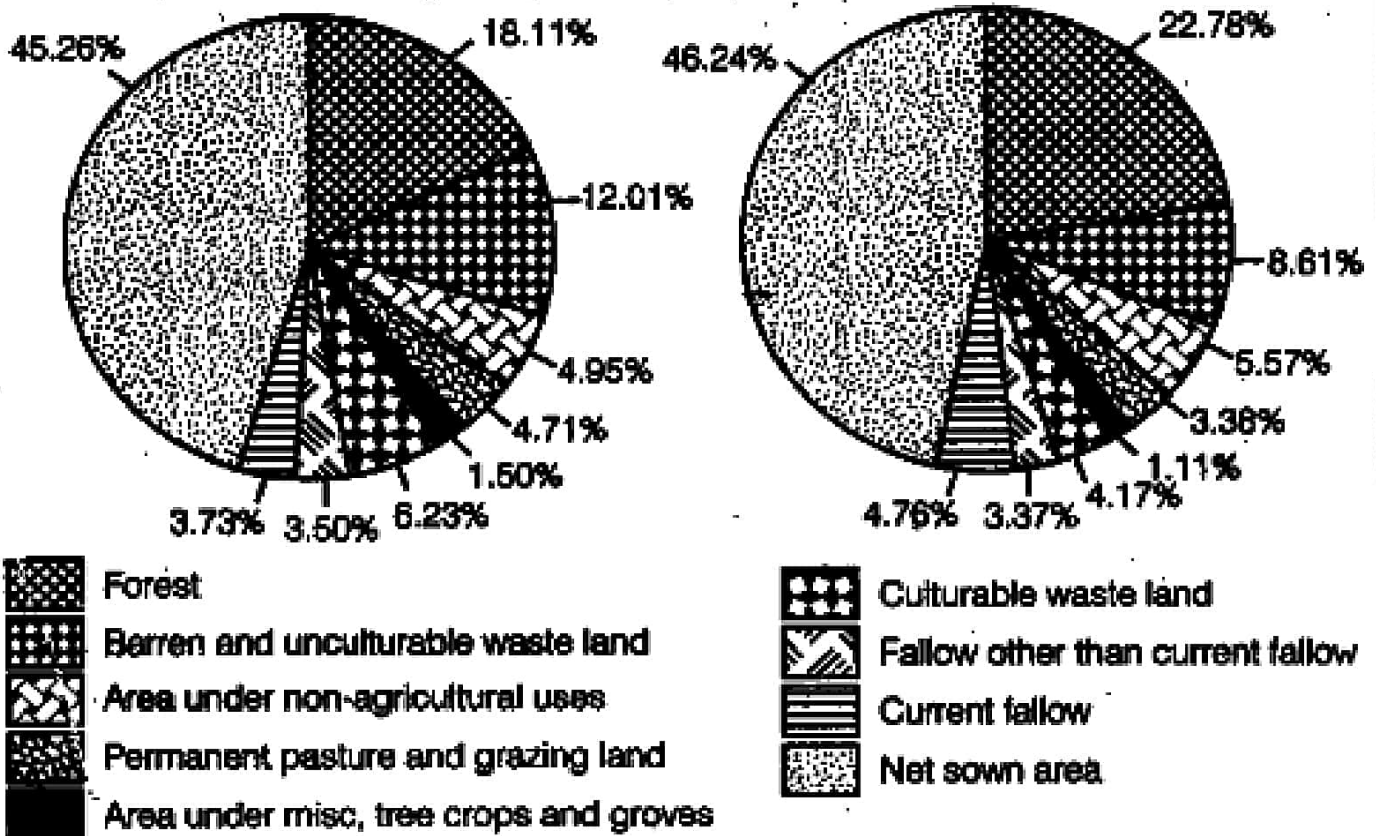 45.26%
18.11%
12.01%
4.95%
4.71%
1.50%
6.23%
3.50%
3.73%
46.24%
22.78%
8.61%
5.57%
3.38%
1.11%
4.17%
3.37%
4.76%
Forest
Barren and unculturable waste land
Area under non-agricultural uses
Permanent pasture and grazing land
Area under misc, tree crops and groves
Culturable waste land
Fallow other than current fallow
Current fallow
Net sown area